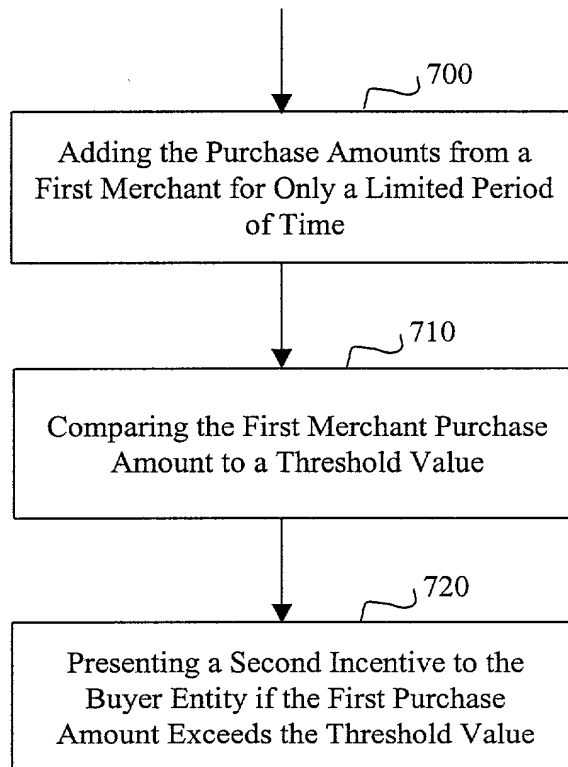 700
Adding the Purchase Amounts from a
First Merchant for Only a Limited Period
of Time
710
Comparing the First Merchant Purchase
Amount to a Threshold Value
720
Presenting a Second Incentive to the
Buyer Entity if the First Purchase
Amount Exceeds the Threshold Value